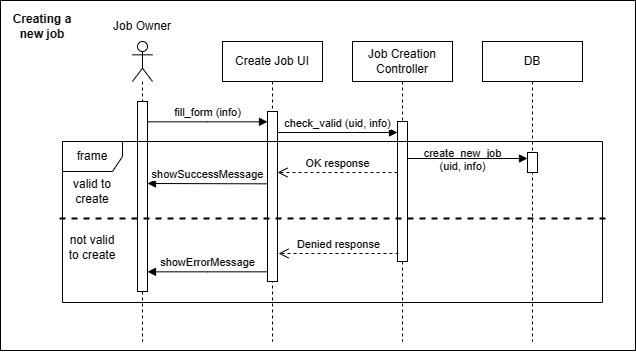 Creating a
new job
Job Owner
Create Job UI
Job Creation
Controller
DB
fill_form (info)
check_valid (uid, info)
frame
create_new_job
(uid, info)
OK response
showSuccessMessage
valid to
create
not valid
to create
Denied response
showErrorMessage